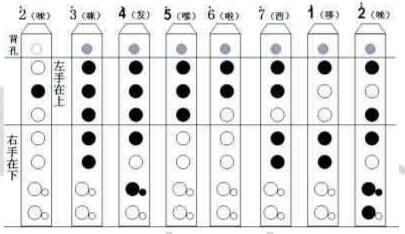 2(咪) 3(咪) 4(发) 5(嗦) 6(啦) 7(西) 1(哆) 2(咪)
背孔
左手在上
右手在下